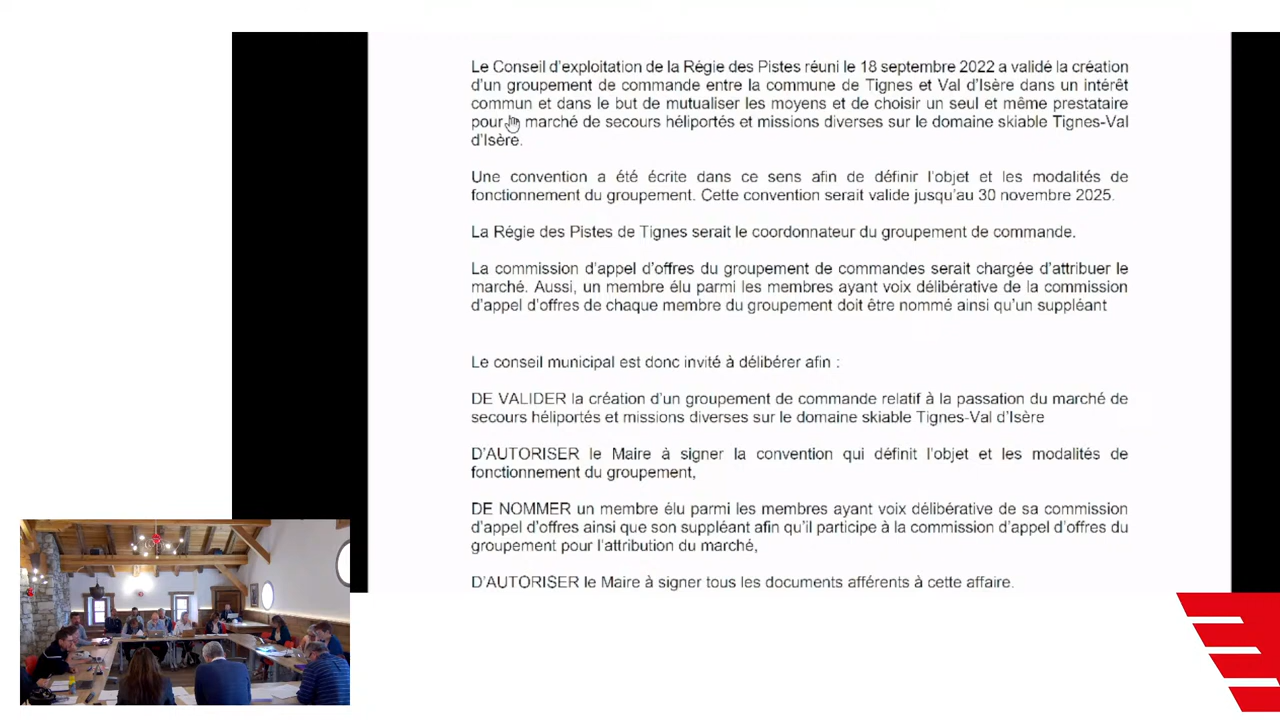 Le Conseil d'exploitation de la Régie des Pistes réuni le 18 septembre 2022 a validé la création
d'un groupement de commande entre la commune de Tignes et Val d'Isère dans un intérêt
commun et dans le but de mutualiser les moyens et de choisir un seul et même prestataire
pour marché de secours héliportés et missions diverses sur le domaine skiable Tignes-Val
d'Isère.
Une convention a été écrite dans ce sens afin de définir l'objet et les modalités de
fonctionnement du groupement. Cette convention serait valide jusqu'au 30 novembre 2025.
La Régie des Pistes de Tignes serait le coordonnateur du groupement de commande.
La commission d'appel d'offres du groupement de commandes serait chargée d'attribuer le
marché. Aussi, un membre élu parmi les membres ayant voix délibérative de la commission
d'appel d'offres de chaque membre du groupement doit être nommé ainsi qu'un suppléant
Le conseil municipal est donc invité à délibérer afin :
DE VALIDER la création d'un groupement de commande relatif à la passation du marché de
secours héliportés et missions diverses sur le domaine skiable Tignes-Val d'Isère
D'AUTORISER le Maire à signer la convention qui définit l'objet et les modalités de
fonctionnement du groupement,
DE NOMMER un membre élu parmi les membres ayant voix délibérative de sa commission
d'appel d'offres ainsi que son suppléant afin qu'il participe à la commission d'appel d'offres du
groupement pour l'attribution du marché,
D'AUTORISER le Maire à signer tous les documents afférents à cette affaire.